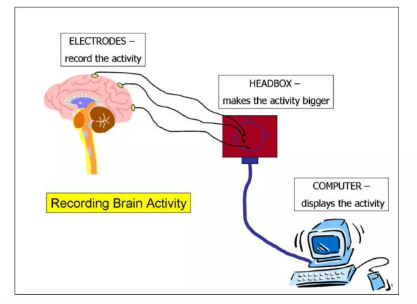 ELECTRODES –
record the activity
HEADBOX –
makes the activity bigger
COMPUTER –
displays the activity
Recording Brain Activity